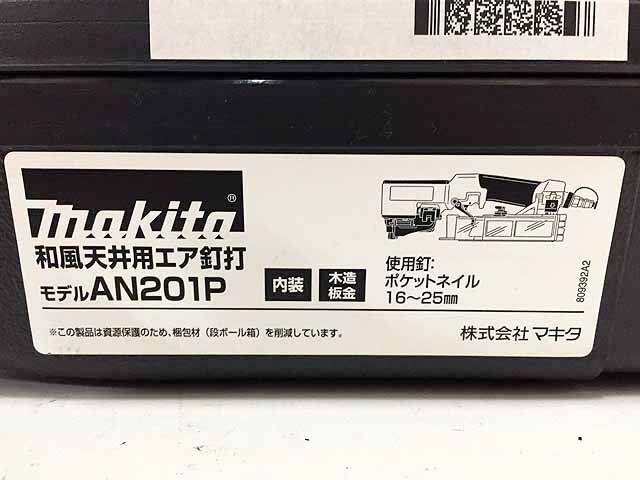 makita®
和風天井用エア釘打
モデルAN201P
内装
木造
板金
使用釘:
ポケットネイル
16～25mm
809392A2
※この製品は資源保護のため、梱包材(段ボール箱)を削減しています。
株式会社マキタ